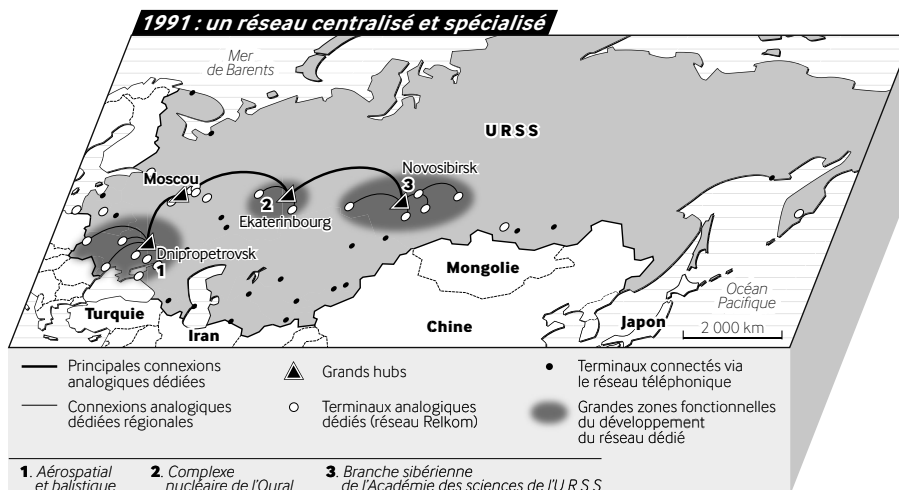 1991 : un réseau centralisé et spécialisé
Mer
de Barents
URSS
Novosibirsk
3
Moscou
2
Ekaterinbourg
Dnipropetrovsk
1
Mongolie
Océan
Pacifique
Turquie
Iran
Chine
Japon
2 000 km
Principales connexions
analogiques dédiées
Connexions analogiques
dédiées régionales
Grands hubs
Terminaux analogiques
dédiés (réseau Relkom)
Terminaux connectés via
le réseau téléphonique
Grandes zones fonctionnelles
du développement
du réseau dédié
1. Aérospatial
et balistique
2. Complexe
nucléaire de l'Oural
3. Branche sibérienne
de l'Académie des sciences de l'U R S S